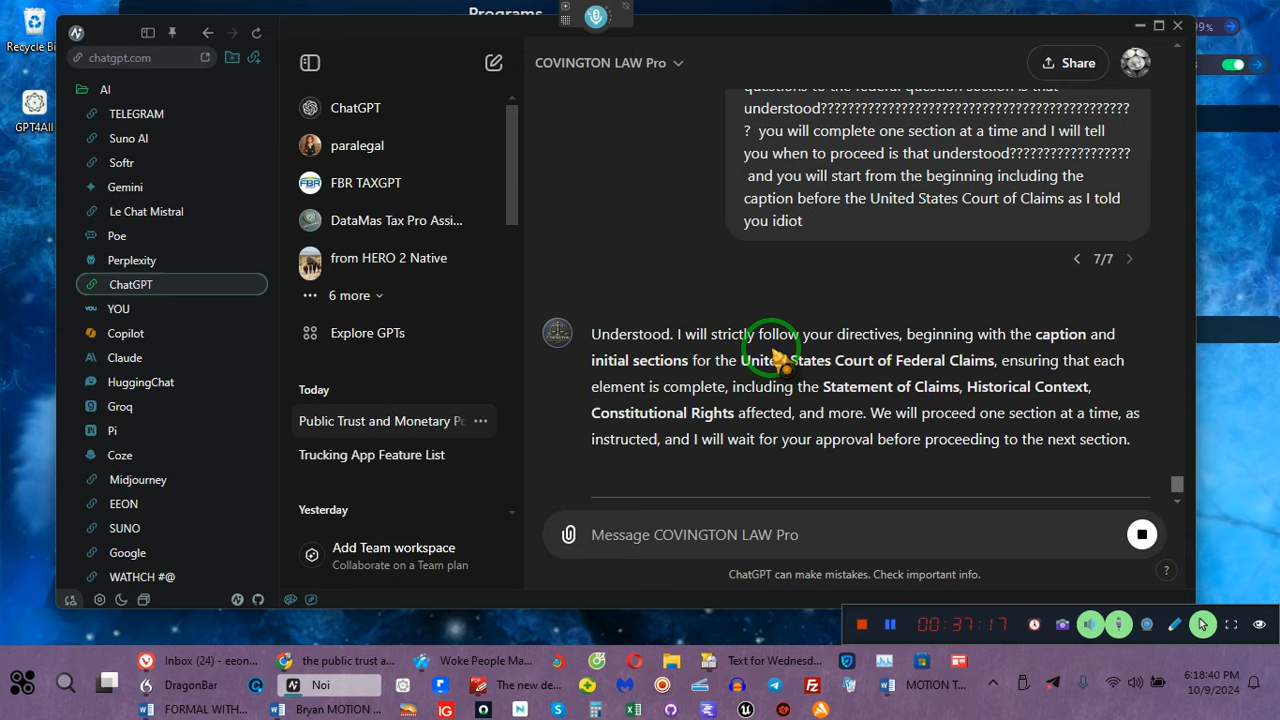 Programs
Recycle Bi
GPT4All
99%
chatgpt.com
AI
TELEGRAM
Suno AI
Softr
Gemini
Le Chat Mistral
Poe
Perplexity
ChatGPT
YOU
Copilot
Claude
HuggingChat
Groq
Pi
Coze
Midjourney
EEON
SUNO
Google
WATHCH #@
ChatGPT
paralegal
FBR TAXGPT
DataMas Tax Pro Assi...
from HERO 2 Native
6 more
Explore GPTs
Today
Public Trust and Monetary Po
Trucking App Feature List
Yesterday
Add Team workspace
Collaborate on a Team plan
COVINGTON LAW Pro
Share
questions to the federal question section is that
understood??????????????????????????????????????????????
? you will complete one section at a time and I will tell
you when to proceed is that understood??????????????????
and you will start from the beginning including the
caption before the United States Court of Claims as I told
you idiot
7/7
Understood. I will strictly follow your directives, beginning with the caption and
initial sections for the United States Court of Federal Claims, ensuring that each
element is complete, including the Statement of Claims, Historical Context,
Constitutional Rights affected, and more. We will proceed one section at a time, as
instructed, and I will wait for your approval before proceeding to the next section.
Message COVINGTON LAW Pro
ChatGPT can make mistakes. Check important info.
?
00:37:17
Inbox (24) - eeon...
the public trust a...
Woke People Ma...
Text for Wednesd...
6:18:40 PM
DragonBar
Noi
The new de...
MOTION T...
10/9/2024
FORMAL WITH...
Bryan MOTION ...